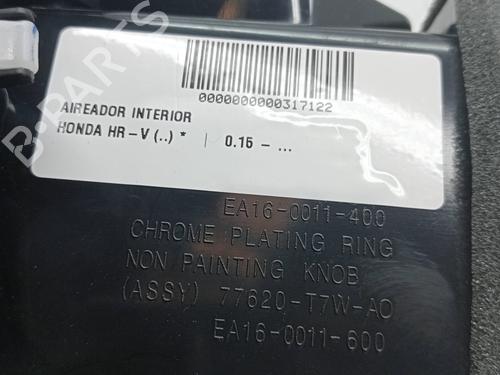 0000000000317122
AIREADOR INTERIOR
HONDA HR-V (..) * | 0.15 - ...
EA16-0011-400
CHROME PLATING RING
NON PAINTING KNOB
(ASSY) 77620-T7W-A0
EA16-0011-600
B-PARTS